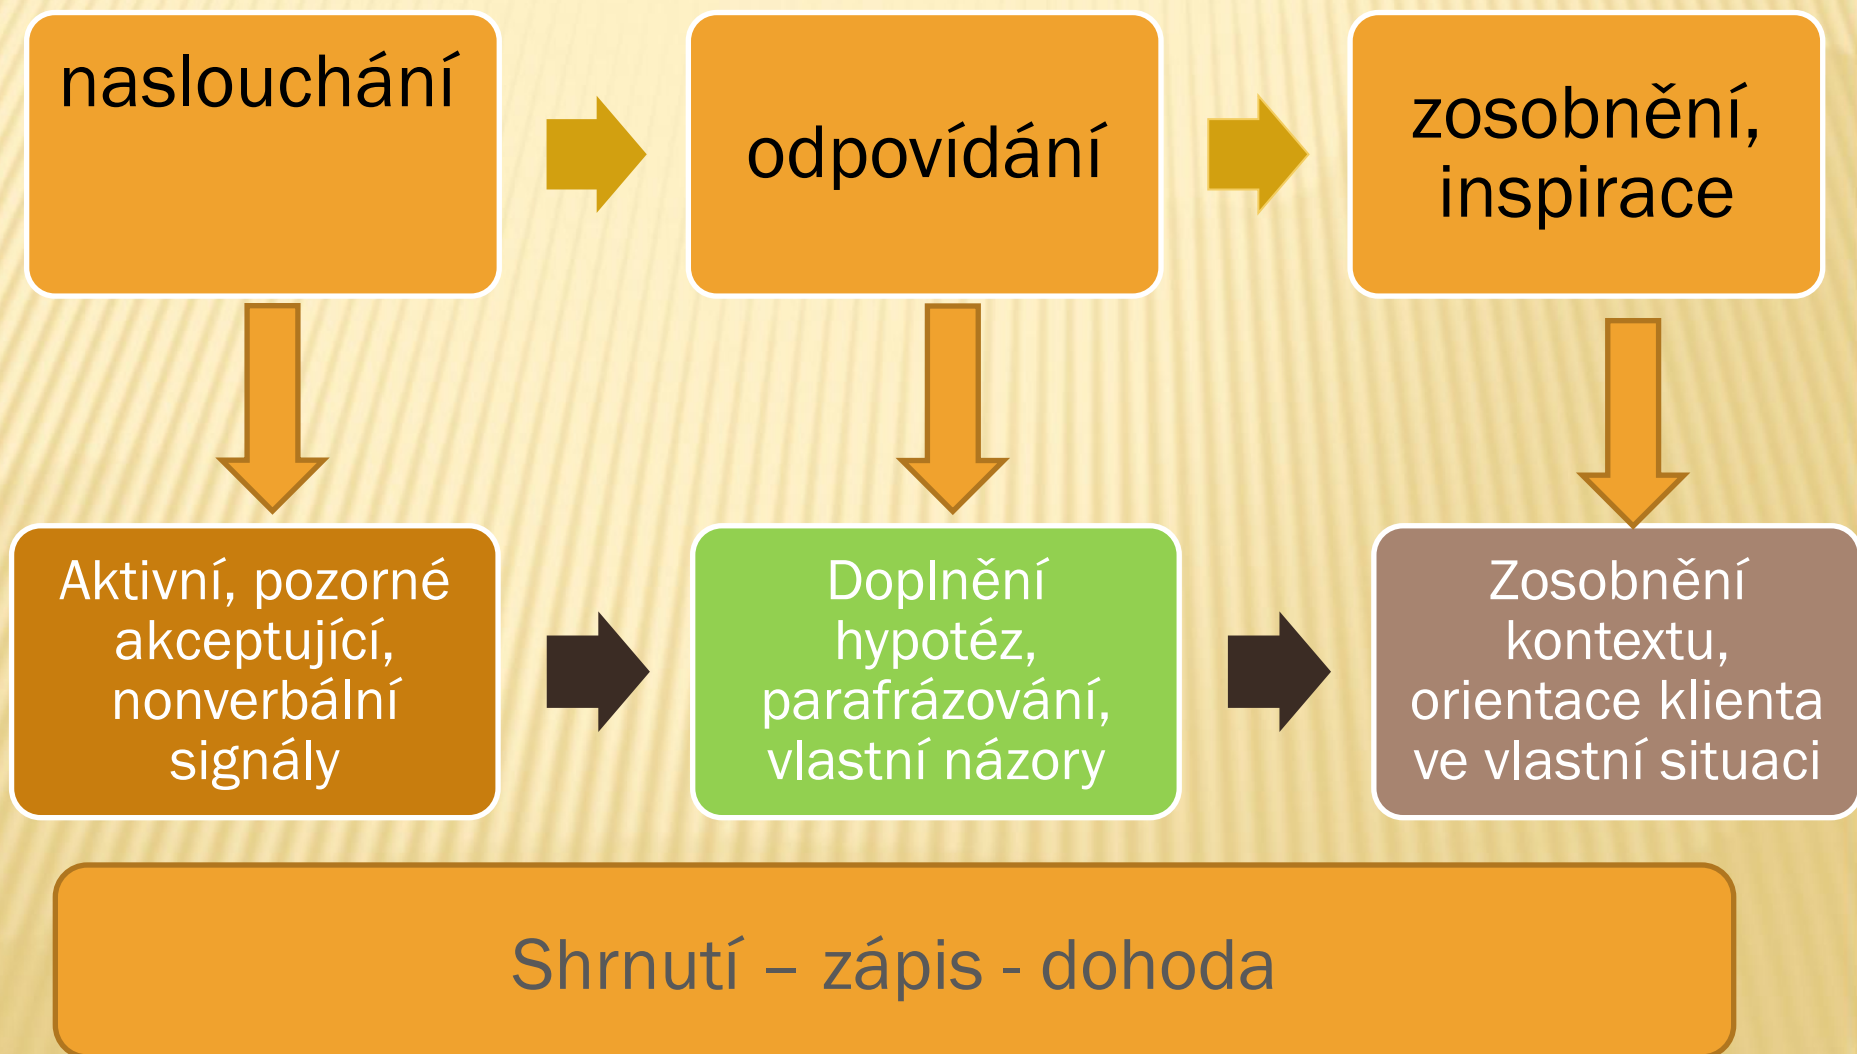 naslouchání
odpovídání
zosobnění,
inspirace
Aktivní, pozorné
akceptující,
nonverbální
signály
Doplnění
hypotéz,
parafrázování,
vlastní názory
Zosobnění
kontextu,
orientace klienta
ve vlastní situaci
Shrnutí – zápis - dohoda